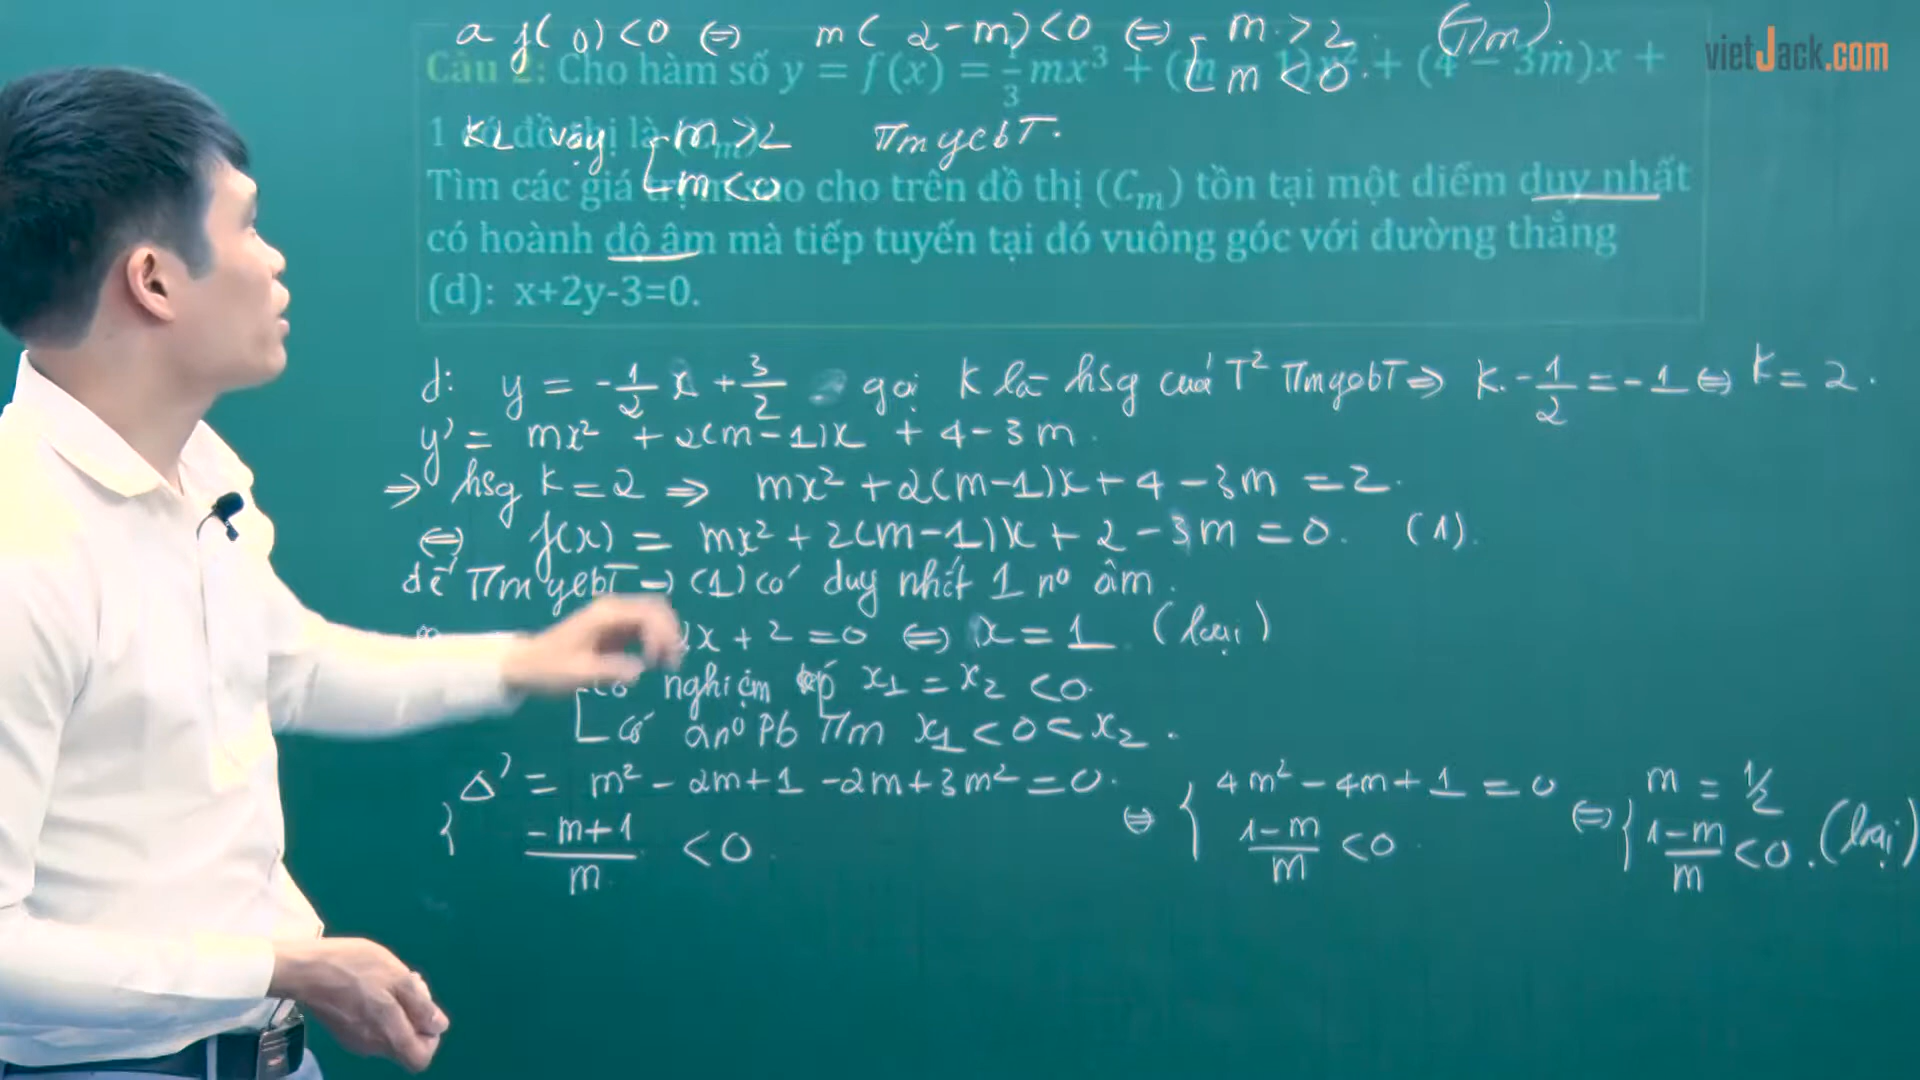 a f(0) < 0 ⇔ m(2-m) < 0 ⇔ [ m > 2 (Tm).
m < 0.
vietJack.com
Câu 2: Cho hàm số y = f(x) = 1/3 mx³ + (m 1)x² + (4 − 3m)x +
KL vậy [ m > 2 Tm ycbT.
m < 0
1 có đồ thị là (Cm)
Tìm các giá trị m sao cho trên đồ thị (Cm) tồn tại một điểm duy nhất
có hoành độ âm mà tiếp tuyến tại đó vuông góc với đường thẳng
(d): x+2y-3=0.
d: y = -1/2 x + 3/2 gọi K là hsg của T² Tm ycbT ⇒ K. -1/2 = -1 ⇔ K = 2.
y' = mx² + 2(m-1)x + 4-3m.
⇒ hsg K = 2 ⇒ mx² + 2(m-1)x + 4 - 3m = 2.
⇔ f(x) = mx² + 2(m-1)x + 2 - 3m = 0. (1).
để Tm ycbT ⇒ (1) có duy nhất 1 n⁰ âm.
2x + 2 = 0 ⇔ x = 1 (loại)
[ có nghiệm kép x₁ = x₂ < 0.
có 2n⁰ Pb Tm x₁ < 0 < x₂.
{ Δ' = m² - 2m+1 -2m+3m² = 0. ⇔ { 4m² - 4m + 1 = 0 ⇔ { m = 1/2
-m+1/m < 0 1-m/m < 0 1-m/m < 0. (loại)